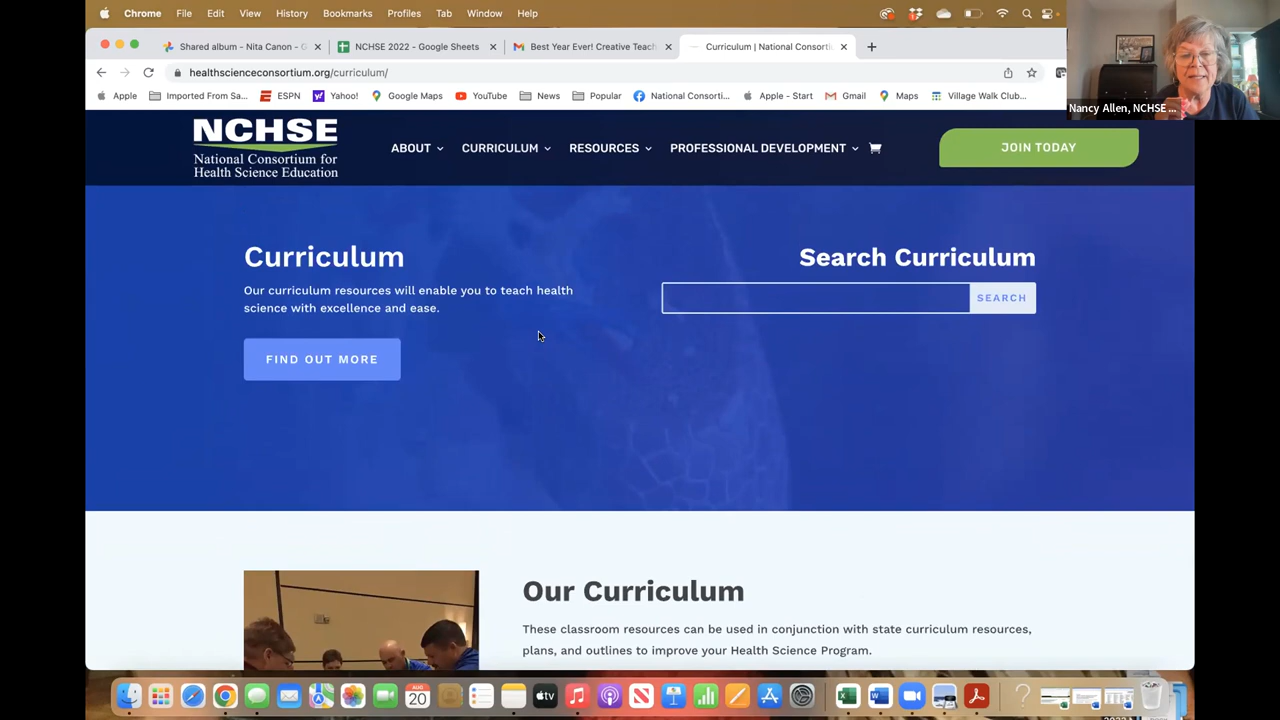 Chrome File Edit View History Bookmarks Profiles Tab Window Help
Shared album - Nita Canon - G
NCHSE 2022 - Google Sheets
Best Year Ever! Creative Teach
Curriculum | National Consorti
healthscienceconsortium.org/curriculum/
Apple Imported From Sa... ESPN Yahoo! Google Maps YouTube News Popular National Consorti... Apple - Start Gmail Maps Village Walk Club...
Nancy Allen, NCHSE ...
NCHSE
National Consortium for
Health Science Education
ABOUT CURRICULUM RESOURCES PROFESSIONAL DEVELOPMENT
JOIN TODAY
Curriculum
Our curriculum resources will enable you to teach health
science with excellence and ease.
FIND OUT MORE
Search Curriculum
SEARCH
Our Curriculum
These classroom resources can be used in conjunction with state curriculum resources,
plans, and outlines to improve your Health Science Program.
AUG
20
tv